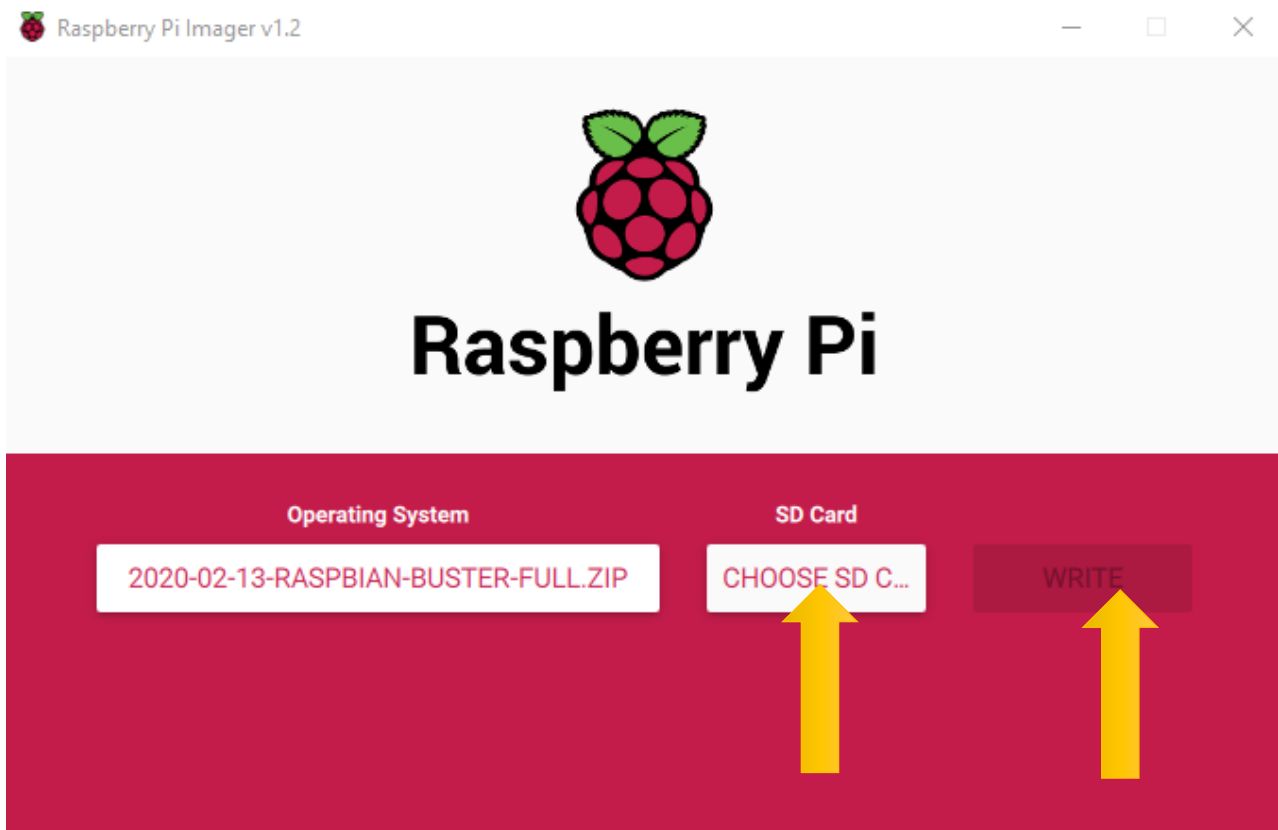 Raspberry Pi Imager v1.2
Raspberry Pi
Operating System
SD Card
2020-02-13-RASPBIAN-BUSTER-FULL.ZIP
CHOOSE SD C...
WRITE